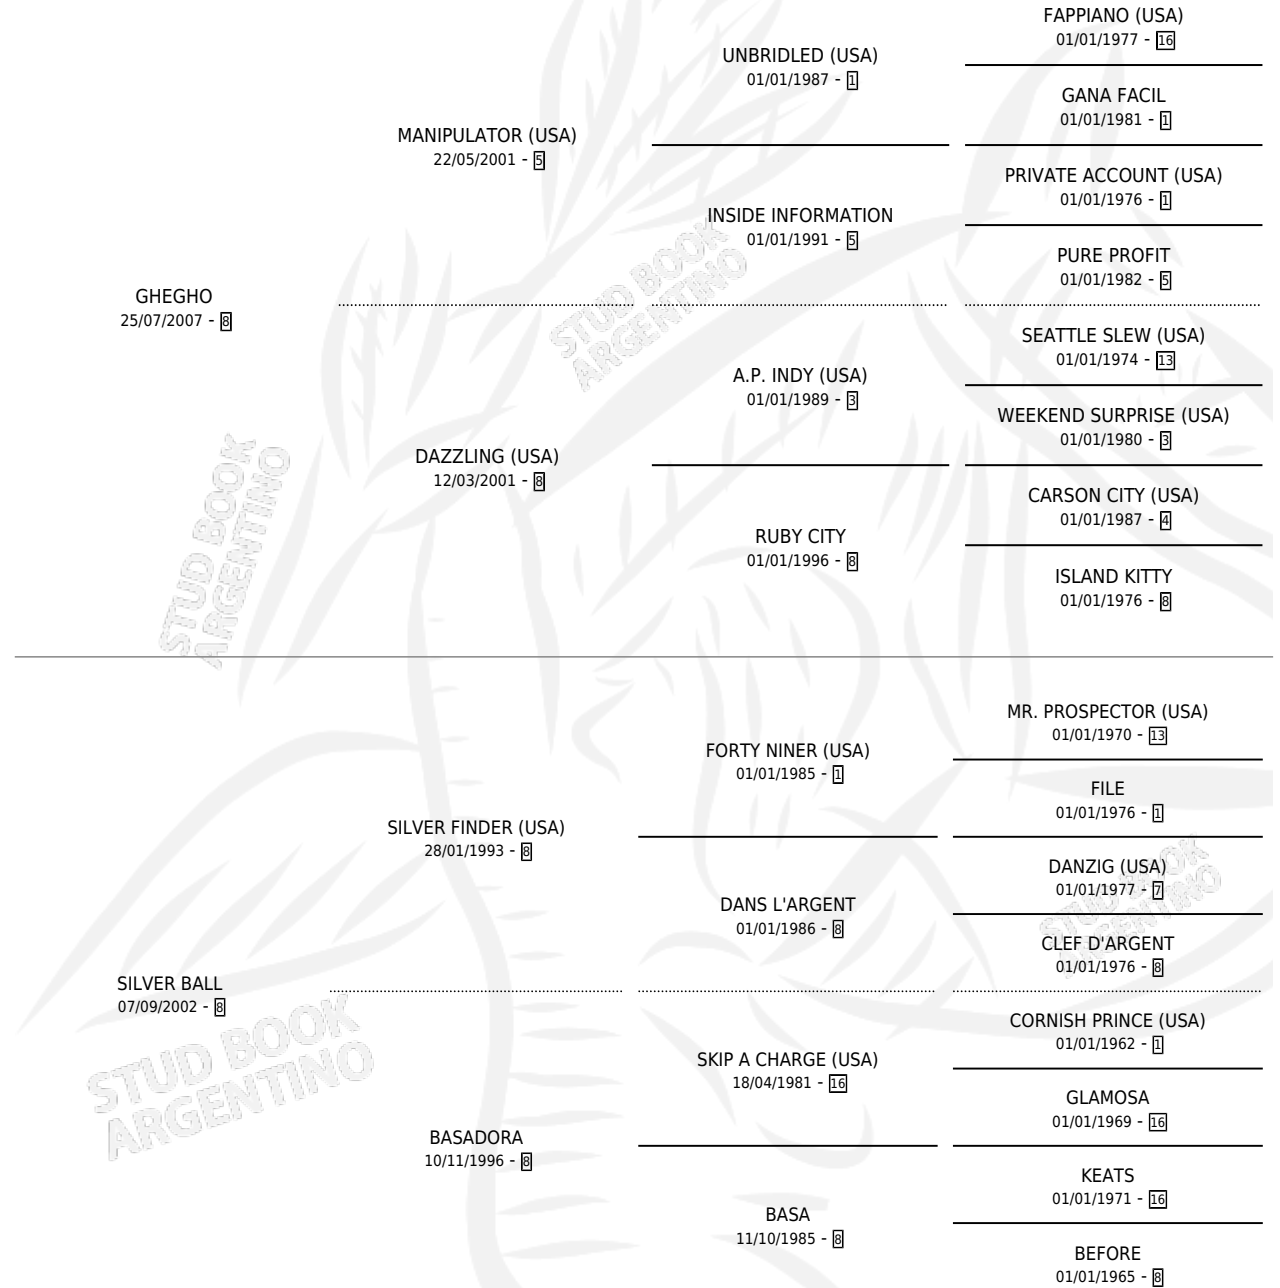 FAPPIANO (USA)
01/01/1977 - 16
UNBRIDLED (USA)
01/01/1987 - 1
GANA FACIL
01/01/1981 - 1
MANIPULATOR (USA)
22/05/2001 - 5
PRIVATE ACCOUNT (USA)
01/01/1976 - 1
INSIDE INFORMATION
01/01/1991 - 5
PURE PROFIT
01/01/1982 - 5
GHEGHO
25/07/2007 - 8
STUD BOOK
ARGENTINO
SEATTLE SLEW (USA)
01/01/1974 - 13
A.P. INDY (USA)
01/01/1989 - 3
WEEKEND SURPRISE (USA)
01/01/1980 - 3
DAZZLING (USA)
12/03/2001 - 8
CARSON CITY (USA)
01/01/1987 - 4
RUBY CITY
01/01/1996 - 8
ISLAND KITTY
01/01/1976 - 8
STUD BOOK
ARGENTINO
MR. PROSPECTOR (USA)
01/01/1970 - 13
FORTY NINER (USA)
01/01/1985 - 1
FILE
01/01/1976 - 1
SILVER FINDER (USA)
28/01/1993 - 8
DANZIG (USA)
01/01/1977 - 7
DANS L'ARGENT
01/01/1986 - 8
CLEF D'ARGENT
01/01/1976 - 8
STUD BOOK
ARGENTINO
SILVER BALL
07/09/2002 - 8
CORNISH PRINCE (USA)
01/01/1962 - 1
SKIP A CHARGE (USA)
18/04/1981 - 16
GLAMOSA
01/01/1969 - 16
STUD BOOK
ARGENTINO
BASADORA
10/11/1996 - 8
KEATS
01/01/1971 - 16
BASA
11/10/1985 - 8
BEFORE
01/01/1965 - 8